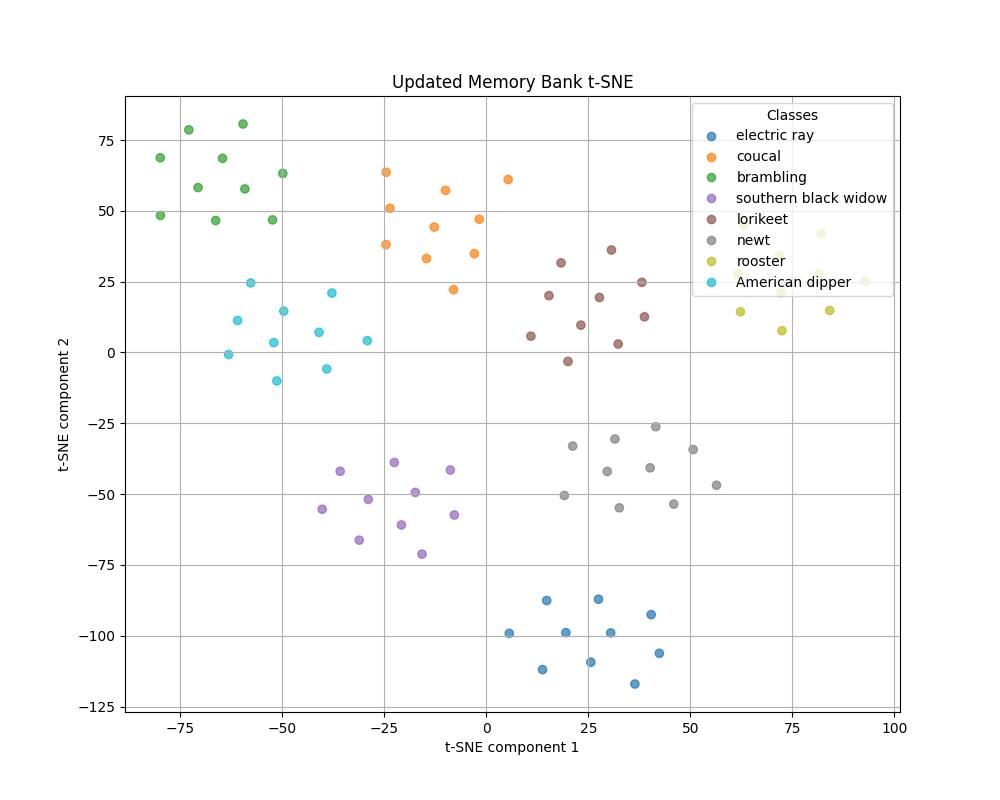 Updated Memory Bank t-SNE
Classes
electric ray
coucal
brambling
southern black widow
lorikeet
newt
rooster
American dipper
75
50
25
0
−25
−50
−75
−100
−125
t-SNE component 2
−75
−50
−25
0
25
50
75
100
t-SNE component 1